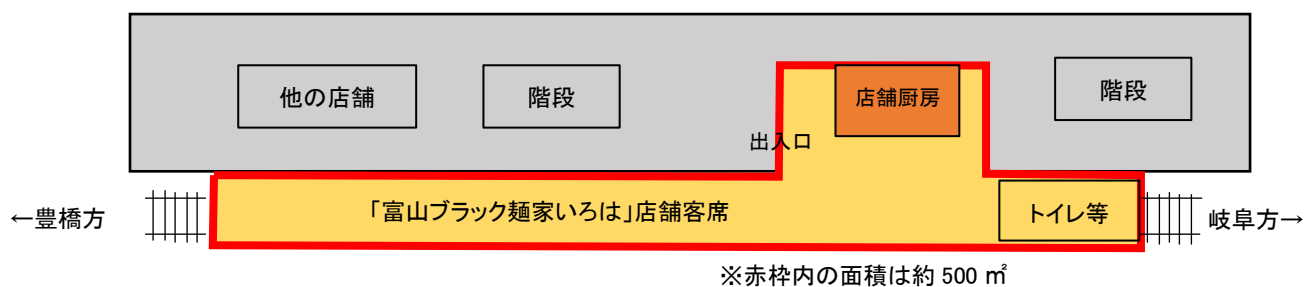 他の店舗
階段
店舗厨房
階段
出入口
←豊橋方
「富山ブラック麺家いろは」店舗客席
トイレ等
岐阜方→
※赤枠内の面積は約 500 ㎡